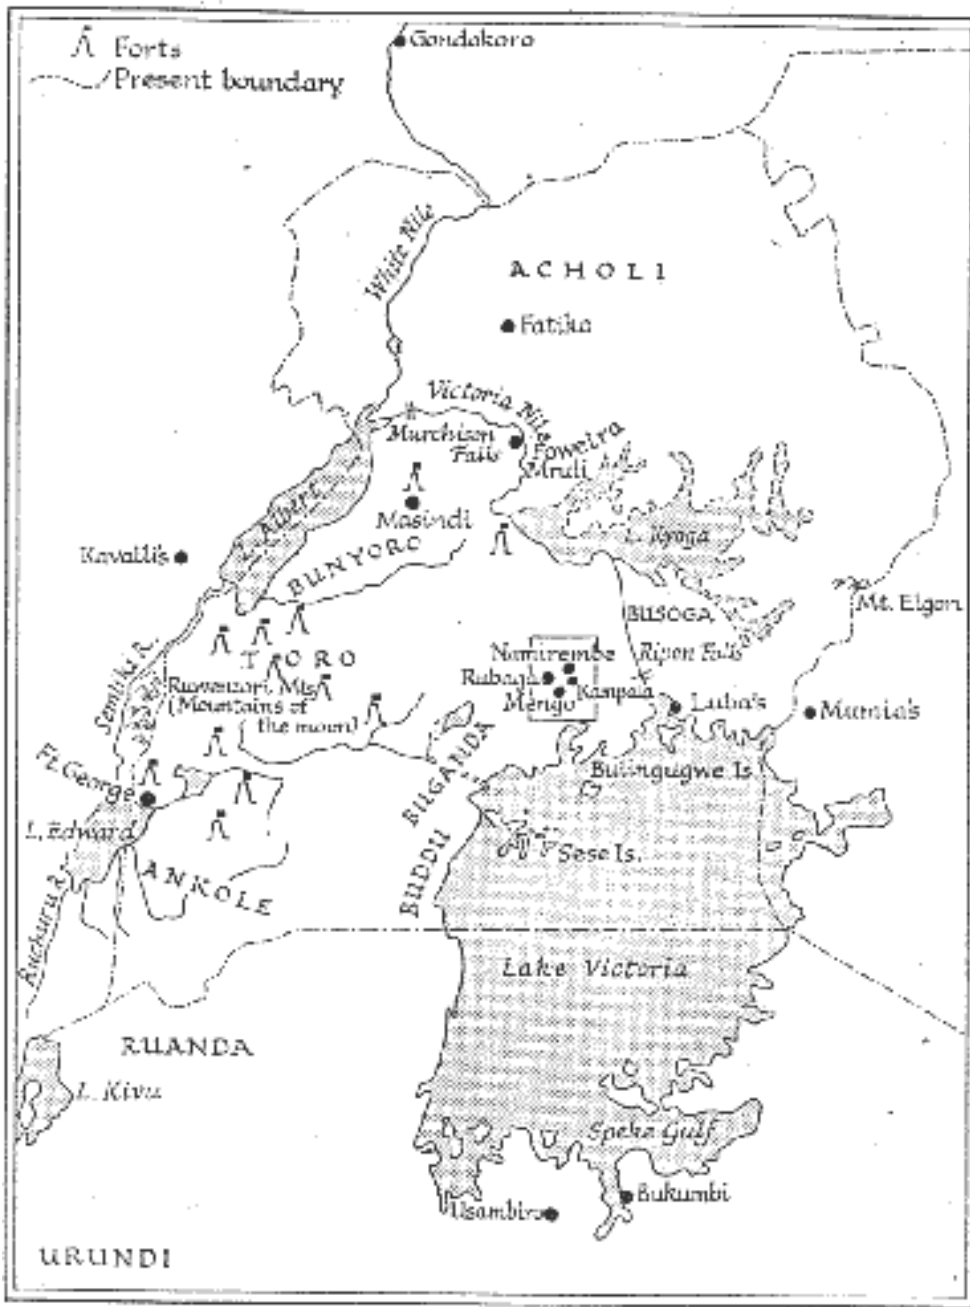 Forts
Present boundary
Gondokoro
White Nile
ACHOLI
Fatiko
Victoria Nile
Murchison
Falls
Foweira
Mruli
Masindi
L. Albert
L. Kyoga
Kavalli's
BUNYORO
Mt. Elgon
BUSOGA
TORO
Namirembe
Ripon Falls
Rubaga
Kampala
Mengo
Semliki R.
Ruwenzori Mts
(Mountains of
the moon)
Luba's
Mumia's
Ft. George
BUGANDA
Bulingugwe Is.
L. Edward
Sese Is.
ANKOLE
BUDDU
Ruchuru R.
Lake Victoria
RUANDA
L. Kivu
Speke Gulf
Bukumbi
Usambiro
URUNDI